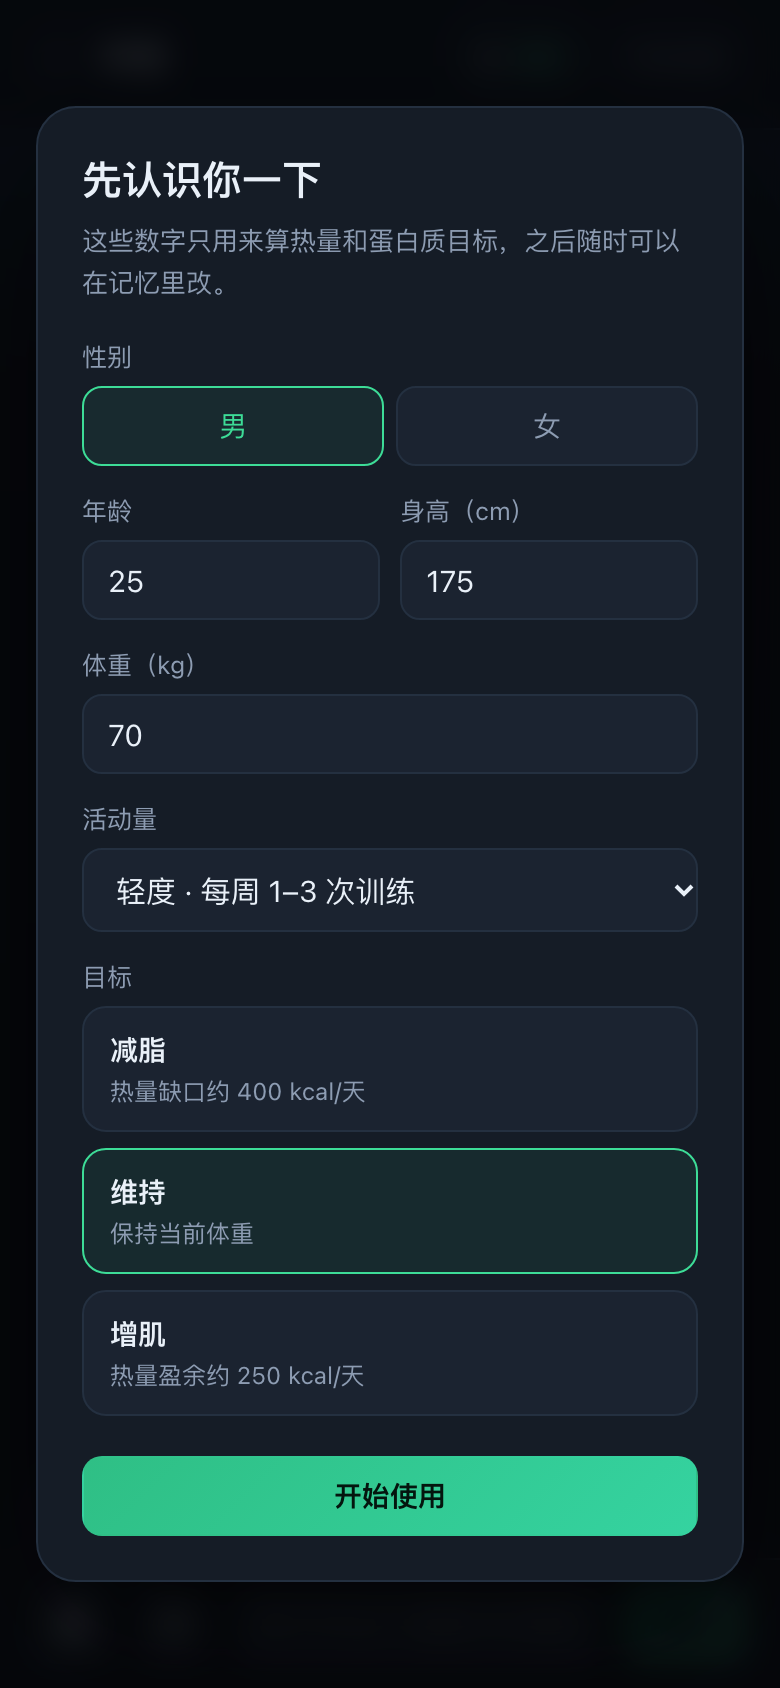 先认识你一下
这些数字只用来算热量和蛋白质目标，之后随时可以
在记忆里改。
性别
男
女
年龄
身高（cm）
25
175
体重（kg）
70
活动量
轻度 · 每周 1–3 次训练
目标
减脂
热量缺口约 400 kcal/天
维持
保持当前体重
增肌
热量盈余约 250 kcal/天
开始使用